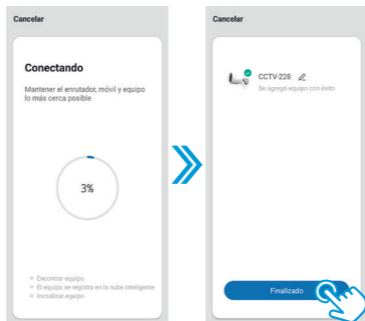 Cancelar
Conectando
Mantener el enrutador, móvil y equipo
lo más cerca posible
3%
Encontrar equipo
El equipo se registra en la nube inteligente
Inicializar equipo
Cancelar
CCTV-228
Se agregó equipo con éxito
Finalizado